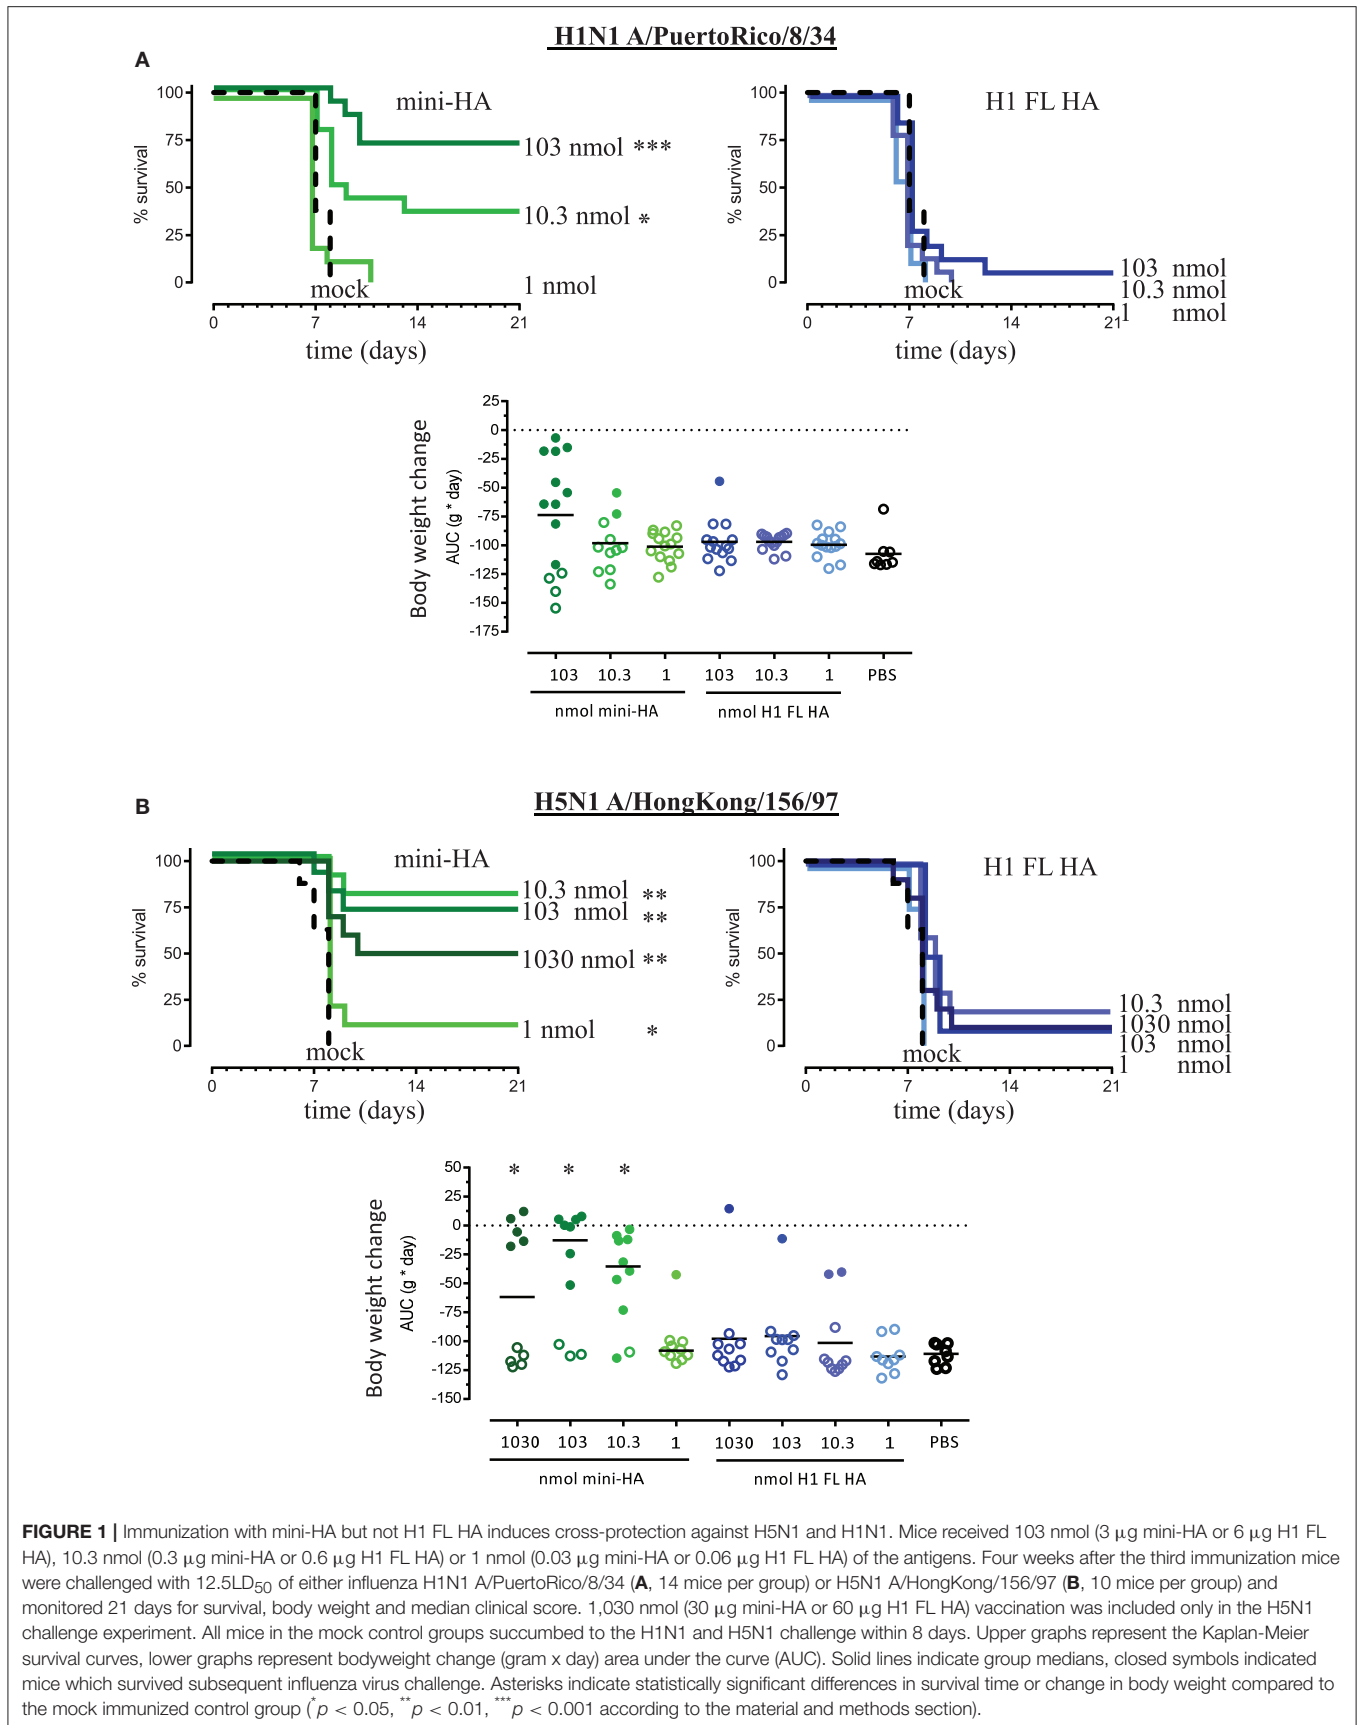 H1N1 A/PuertoRico/8/34
A
mini-HA
H1 FL HA
% survival
100
75
50
25
0
103 nmol ***
10.3 nmol *
1 nmol
mock
0 7 14 21
time (days)
% survival
100
75
50
25
0
mock
103 nmol
10.3 nmol
1 nmol
0 7 14 21
time (days)
Body weight change
AUC (g * day)
25
0
-25
-50
-75
-100
-125
-150
-175
103 10.3 1 103 10.3 1 PBS
nmol mini-HA nmol H1 FL HA
H5N1 A/HongKong/156/97
B
mini-HA
H1 FL HA
% survival
100
75
50
25
0
10.3 nmol **
103 nmol **
1030 nmol **
1 nmol *
mock
0 7 14 21
time (days)
% survival
100
75
50
25
0
10.3 nmol
1030 nmol
103 nmol
1 nmol
mock
0 7 14 21
time (days)
Body weight change
AUC (g * day)
50
25
0
-25
-50
-75
-100
-125
-150
* * *
1030 103 10.3 1 1030 103 10.3 1 PBS
nmol mini-HA nmol H1 FL HA
FIGURE 1 | Immunization with mini-HA but not H1 FL HA induces cross-protection against H5N1 and H1N1. Mice received 103 nmol (3 μg mini-HA or 6 μg H1 FL
HA), 10.3 nmol (0.3 μg mini-HA or 0.6 μg H1 FL HA) or 1 nmol (0.03 μg mini-HA or 0.06 μg H1 FL HA) of the antigens. Four weeks after the third immunization mice
were challenged with 12.5LD50 of either influenza H1N1 A/PuertoRico/8/34 (A, 14 mice per group) or H5N1 A/HongKong/156/97 (B, 10 mice per group) and
monitored 21 days for survival, body weight and median clinical score. 1,030 nmol (30 μg mini-HA or 60 μg H1 FL HA) vaccination was included only in the H5N1
challenge experiment. All mice in the mock control groups succumbed to the H1N1 and H5N1 challenge within 8 days. Upper graphs represent the Kaplan-Meier
survival curves, lower graphs represent bodyweight change (gram x day) area under the curve (AUC). Solid lines indicate group medians, closed symbols indicated
mice which survived subsequent influenza virus challenge. Asterisks indicate statistically significant differences in survival time or change in body weight compared to
the mock immunized control group (*p < 0.05, **p < 0.01, ***p < 0.001 according to the material and methods section).